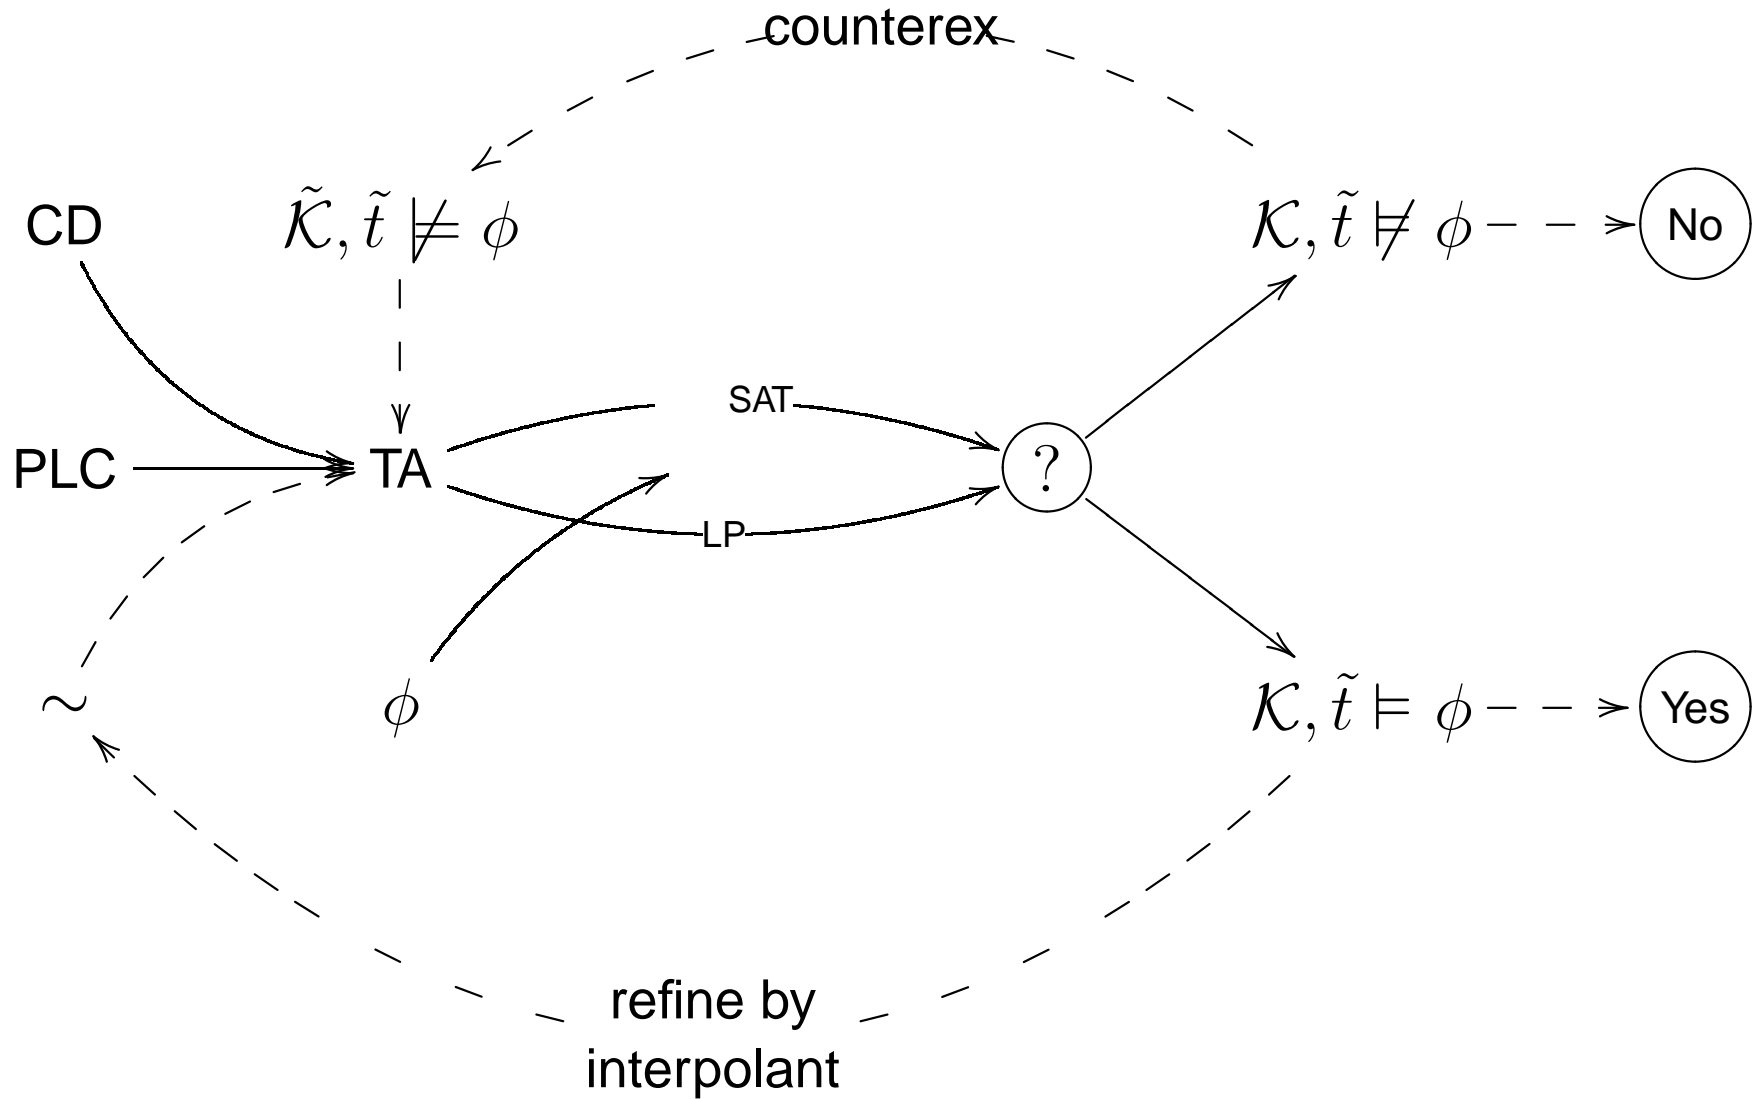 counterex
CD
𝒦̃, t̃ ⊭ ϕ
𝒦, t̃ ⊭ ϕ
No
SAT
PLC
TA
?
LP
∼
ϕ
𝒦, t̃ ⊨ ϕ
Yes
refine by
interpolant